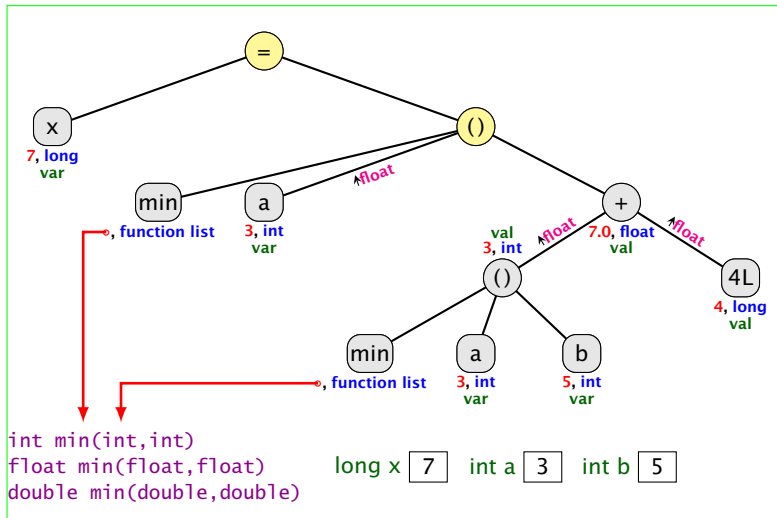 =
x
()
7, long
var
min
a
↗float
+
, function list
3, int
var
val
3, int
↗float
7.0, float
val
↗float
()
4L
4, long
val
min
a
b
, function list
3, int
var
5, int
var
int min(int,int)
float min(float,float)
double min(double,double)
long x 7 int a 3 int b 5